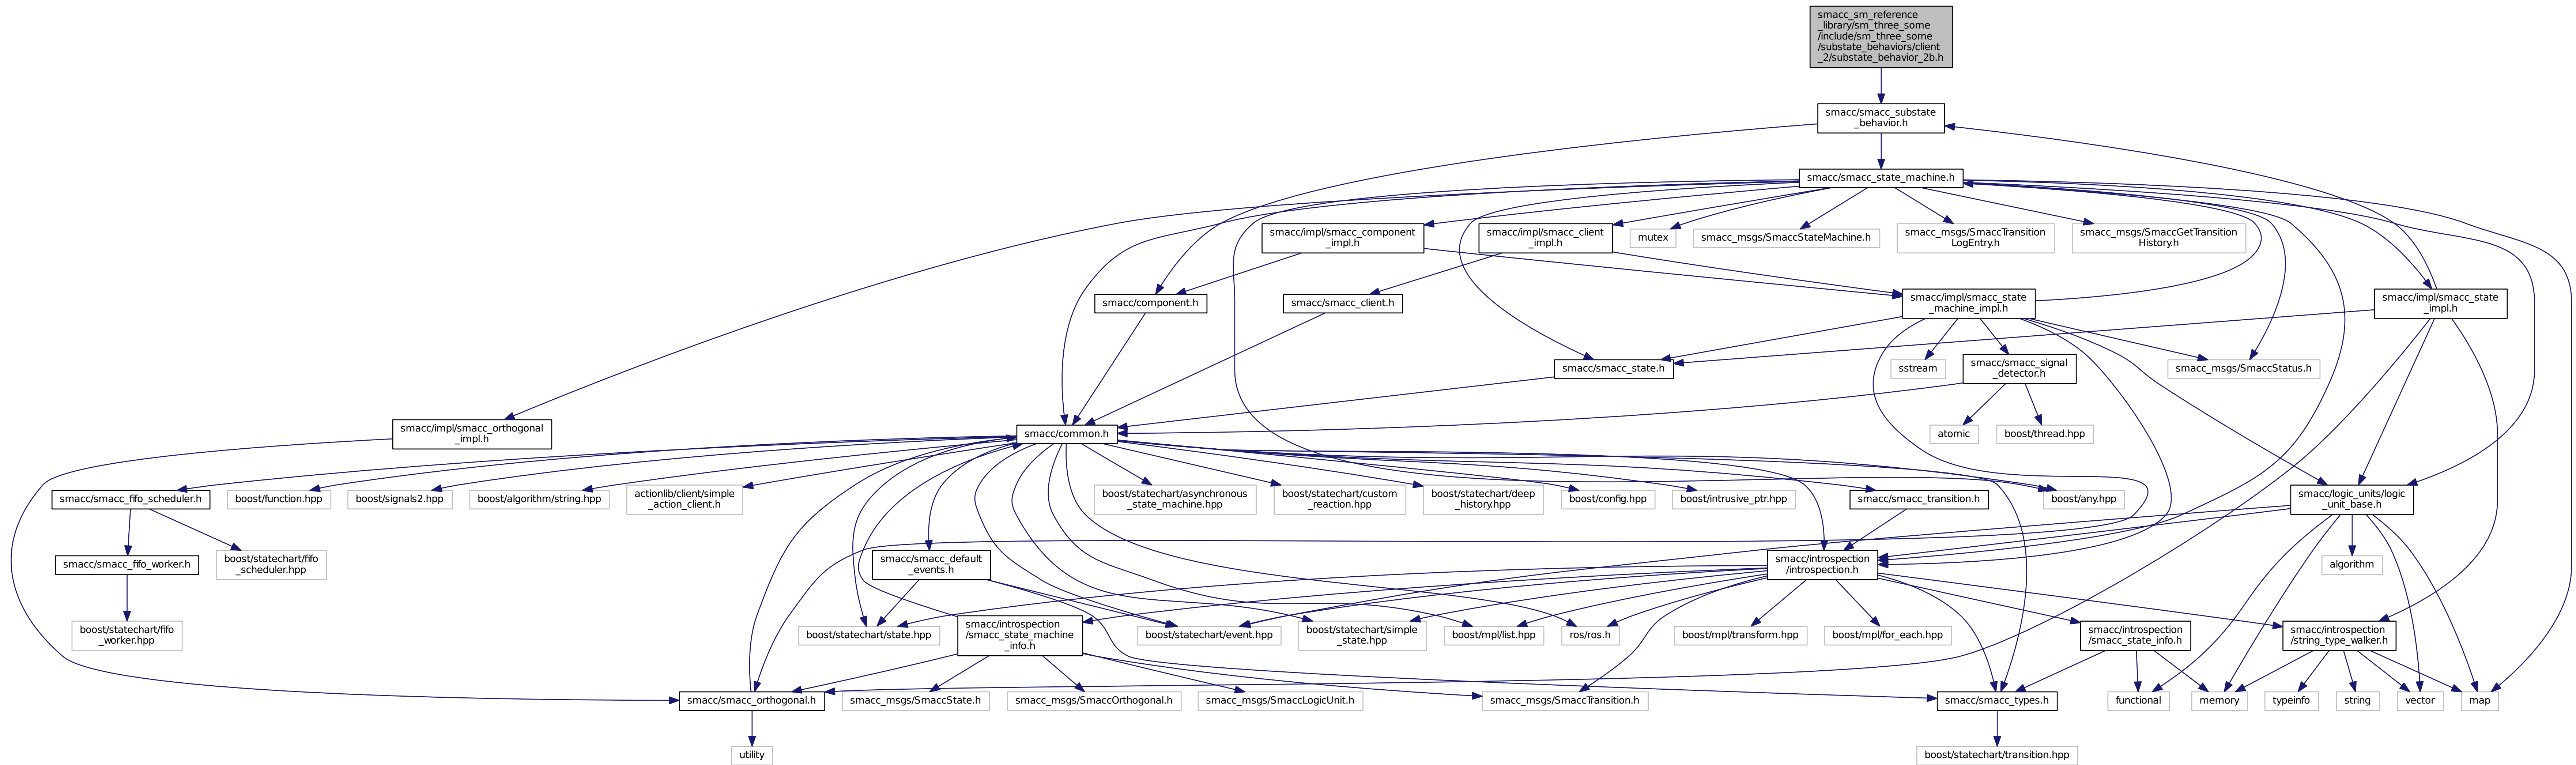 smacc_sm_reference
_library/sm_three_some
/include/sm_three_some
/substate_behaviors/client
_2/substate_behavior_2b.h
smacc/smacc_substate
_behavior.h
smacc/smacc_state_machine.h
smacc/impl/smacc_component
_impl.h
smacc/impl/smacc_client
_impl.h
mutex
smacc_msgs/SmaccStateMachine.h
smacc_msgs/SmaccTransition
LogEntry.h
smacc_msgs/SmaccGetTransition
History.h
smacc/component.h
smacc/smacc_client.h
smacc/impl/smacc_state
_machine_impl.h
smacc/impl/smacc_state
_impl.h
smacc/smacc_state.h
sstream
smacc/smacc_signal
_detector.h
smacc_msgs/SmaccStatus.h
smacc/impl/smacc_orthogonal
_impl.h
smacc/common.h
atomic
boost/thread.hpp
smacc/smacc_fifo_scheduler.h
boost/function.hpp
boost/signals2.hpp
boost/algorithm/string.hpp
actionlib/client/simple
_action_client.h
boost/statechart/asynchronous
_state_machine.hpp
boost/statechart/custom
_reaction.hpp
boost/statechart/deep
_history.hpp
boost/config.hpp
boost/intrusive_ptr.hpp
smacc/smacc_transition.h
boost/any.hpp
smacc/logic_units/logic
_unit_base.h
smacc/smacc_fifo_worker.h
boost/statechart/fifo
_scheduler.hpp
smacc/smacc_default
_events.h
smacc/introspection
/introspection.h
algorithm
boost/statechart/fifo
_worker.hpp
boost/statechart/state.hpp
smacc/introspection
/smacc_state_machine
_info.h
boost/statechart/event.hpp
boost/statechart/simple
_state.hpp
boost/mpl/list.hpp
ros/ros.h
boost/mpl/transform.hpp
boost/mpl/for_each.hpp
smacc/introspection
/smacc_state_info.h
smacc/introspection
/string_type_walker.h
smacc/smacc_orthogonal.h
smacc_msgs/SmaccState.h
smacc_msgs/SmaccOrthogonal.h
smacc_msgs/SmaccLogicUnit.h
smacc_msgs/SmaccTransition.h
smacc/smacc_types.h
functional
memory
typeinfo
string
vector
map
utility
boost/statechart/transition.hpp